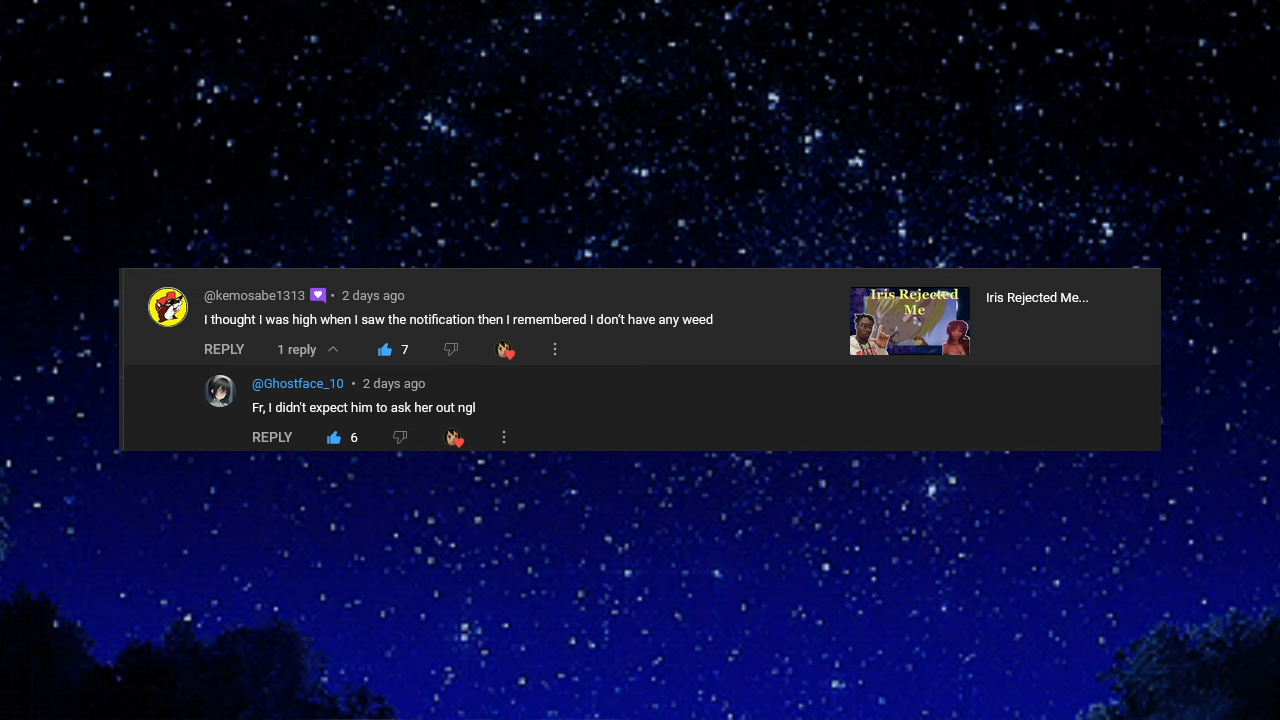 @kemosabe1313 • 2 days ago
I thought I was high when I saw the notification then I remembered I don’t have any weed
REPLY 1 reply 7
Iris Rejected
Me
Iris Rejected Me...
@Ghostface_10 • 2 days ago
Fr, I didn't expect him to ask her out ngl
REPLY 6